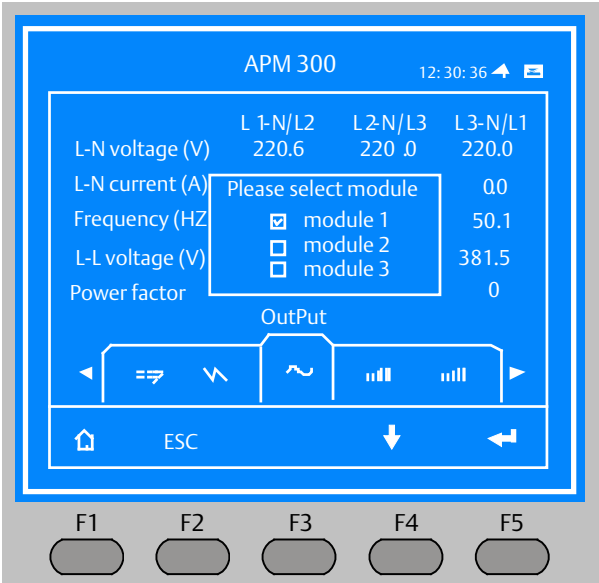 APM 300
12: 30: 36
L 1-N/L2 L 2-N/L3 L 3-N/L1
L-N voltage (V) 220.6 220 .0 220.0
L-N current (A) 00
Please select module
Frequency (HZ 50.1
module 1
module 2
L-L voltage (V) 381.5
module 3
Power factor 0
OutPut
ESC
F1 F2 F3 F4 F5